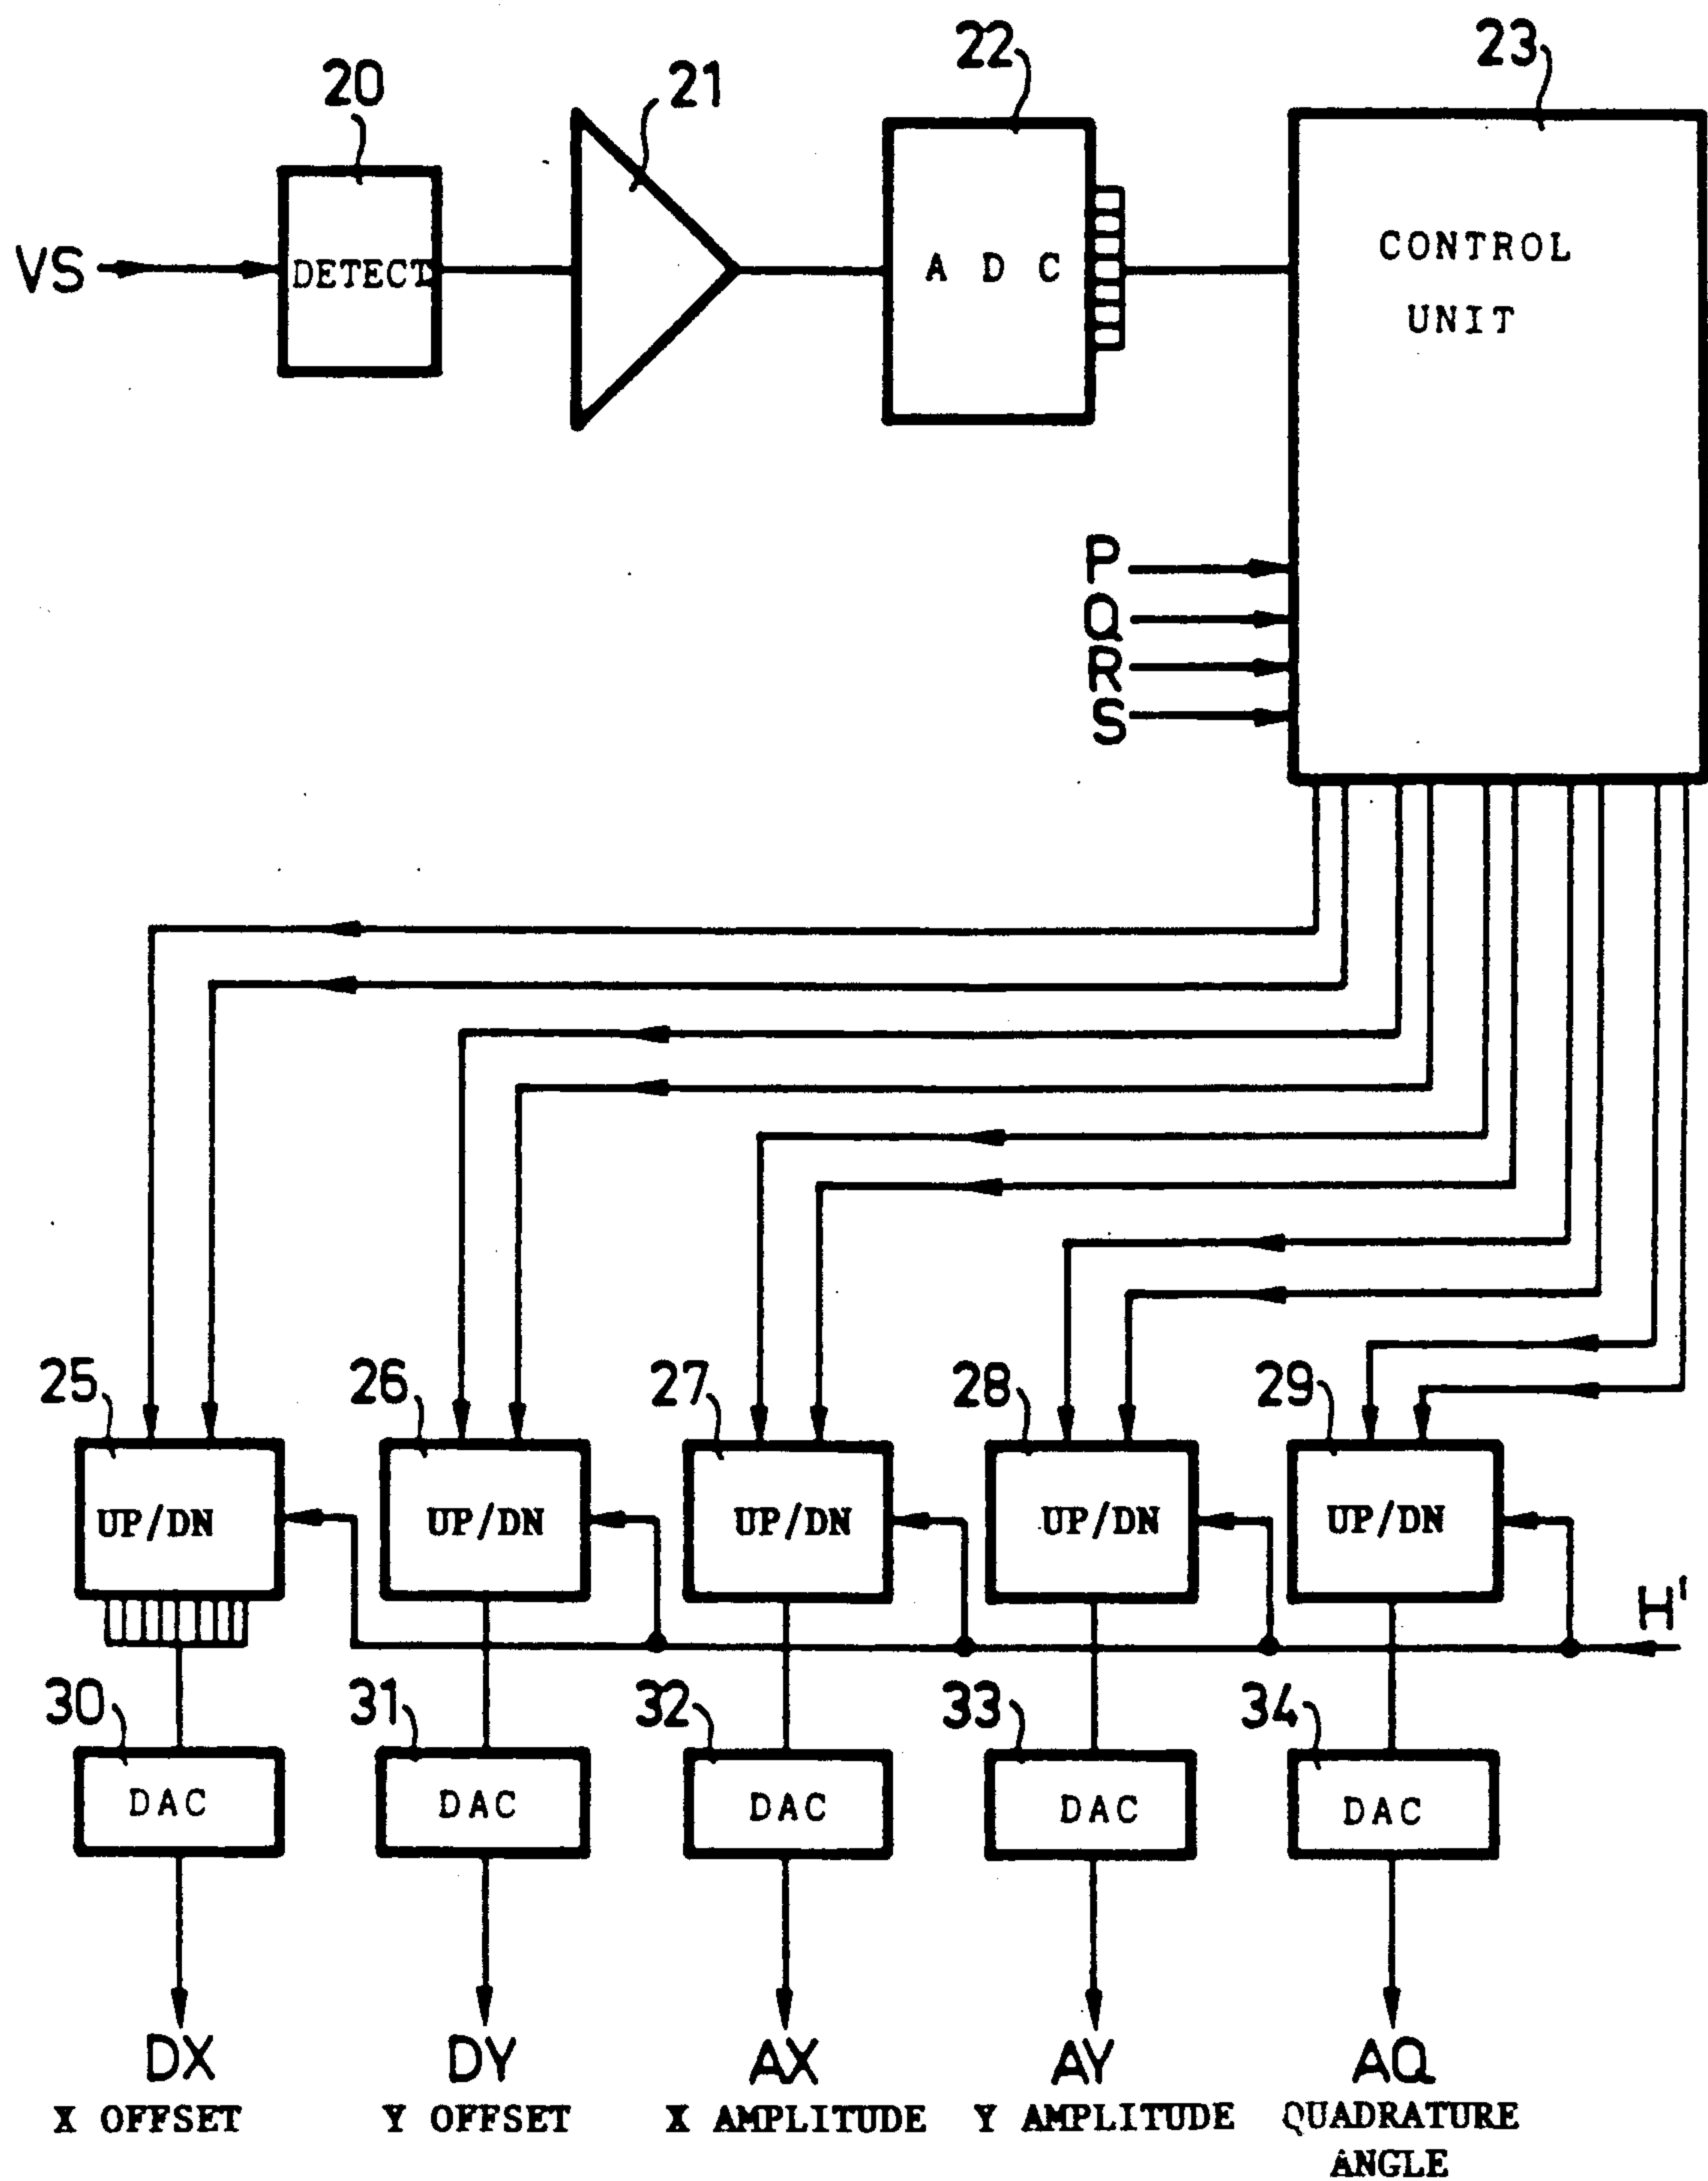 20
21
22
23
VS
DETECT
A D C
CONTROL
UNIT
P
Q
R
S
25
26
27
28
29
UP/DN
UP/DN
UP/DN
UP/DN
UP/DN
H'
30
31
32
33
34
DAC
DAC
DAC
DAC
DAC
DX
DY
AX
AY
AQ
X OFFSET
Y OFFSET
X AMPLITUDE
Y AMPLITUDE
QUADRATURE
ANGLE